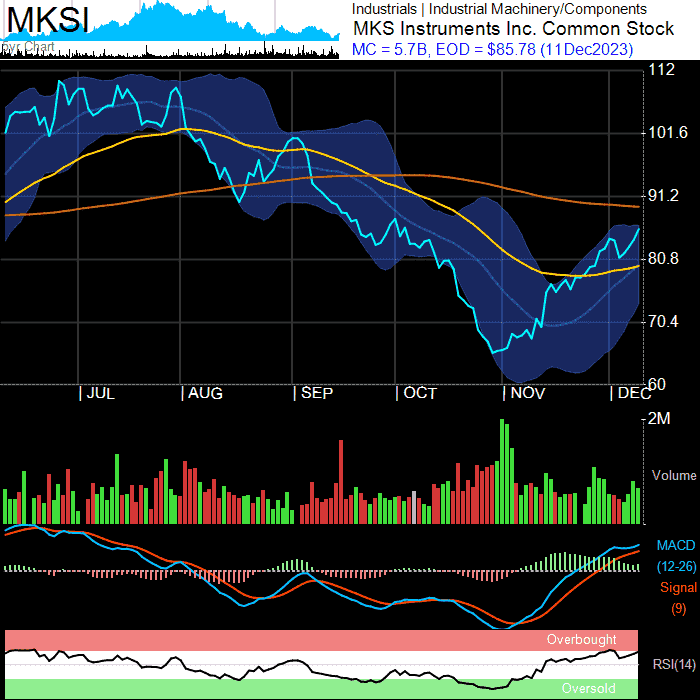 MKSI
pvr Chart
Industrials | Industrial Machinery/Components
MKS Instruments Inc. Common Stock
MC = 5.7B, EOD = $85.78 (11Dec2023)
112
101.6
91.2
80.8
70.4
60
| JUL | AUG | SEP | OCT | NOV | DEC
2M
Volume
MACD
(12-26)
Signal
(9)
Overbought
RSI(14)
Oversold